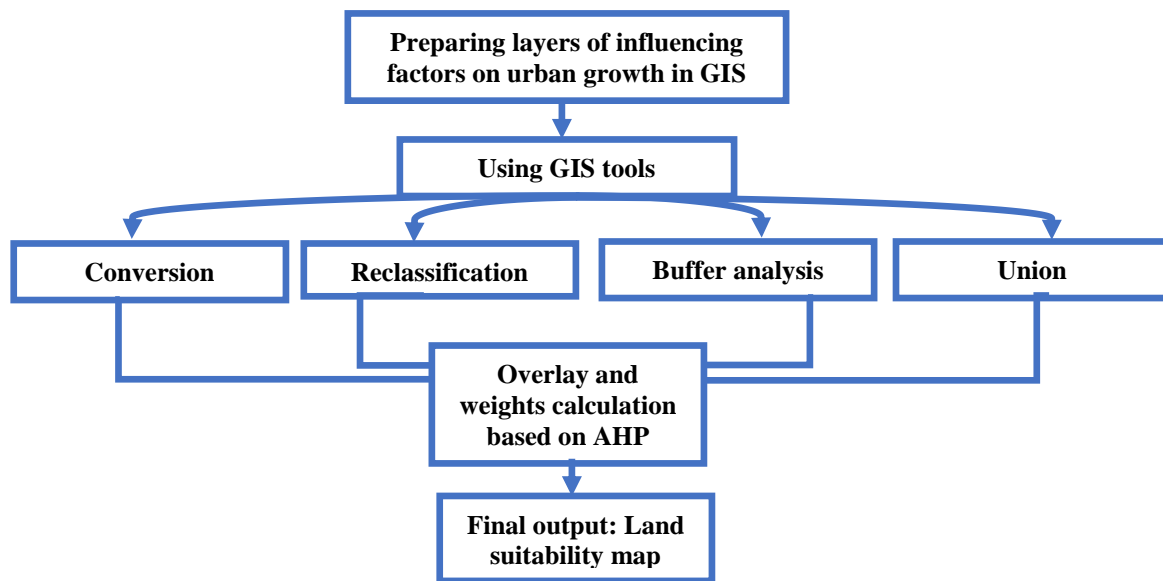 Preparing layers of influencing
factors on urban growth in GIS
Using GIS tools
Conversion
Reclassification
Buffer analysis
Union
Overlay and
weights calculation
based on AHP
Final output: Land
suitability map